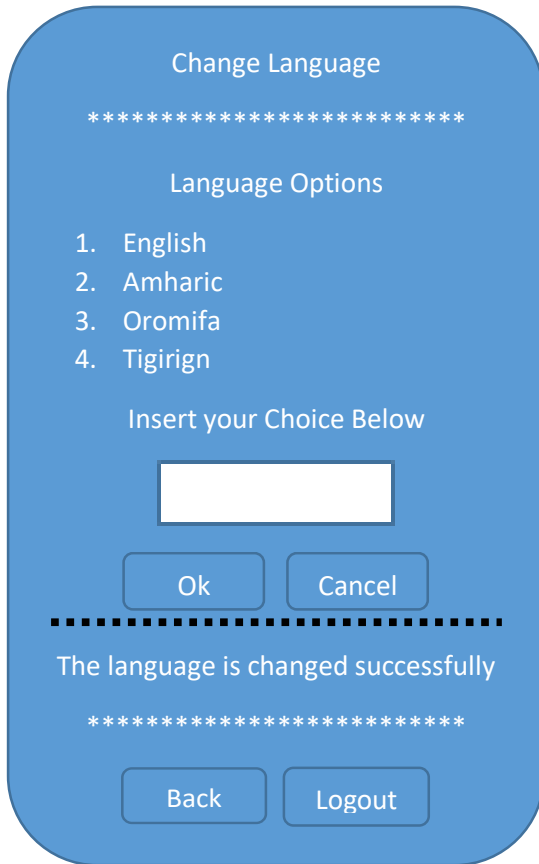 Change Language
**************************
Language Options
1. English
2. Amharic
3. Oromifa
4. Tigirign
Insert your Choice Below
Ok Cancel
The language is changed successfully
**************************
Back Logout